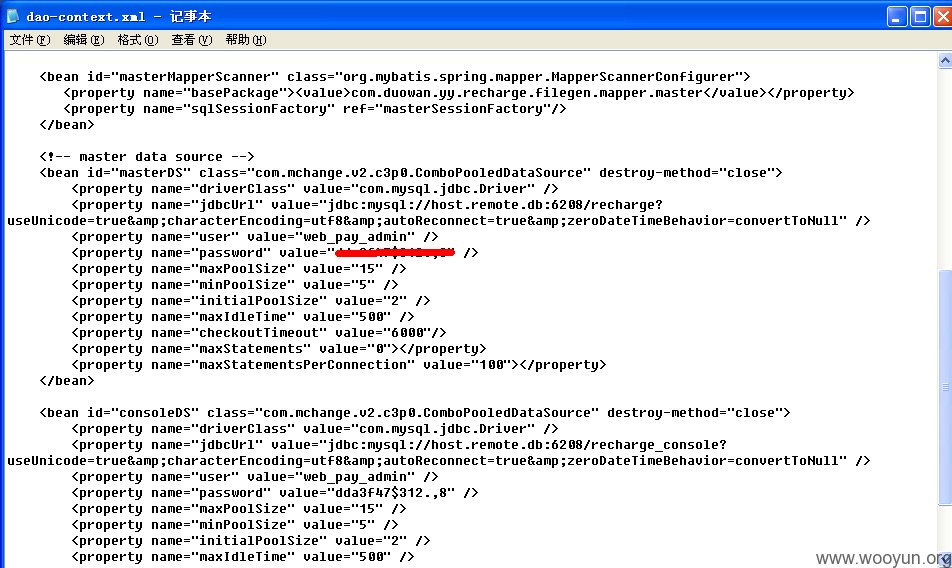 dao-context.xml - 记事本
文件(F) 编辑(E) 格式(O) 查看(V) 帮助(H)
<bean id="masterMapperScanner" class="org.mybatis.spring.mapper.MapperScannerConfigurer">
<property name="basePackage"><value>com.duowan.yy.recharge.filegen.mapper.master</value></property>
<property name="sqlSessionFactory" ref="masterSessionFactory"/>
</bean>
<!-- master data source -->
<bean id="masterDS" class="com.mchange.v2.c3p0.ComboPooledDataSource" destroy-method="close">
<property name="driverClass" value="com.mysql.jdbc.Driver" />
<property name="jdbcUrl" value="jdbc:mysql://host.remote.db:6208/recharge?
useUnicode=true&amp;characterEncoding=utf8&amp;autoReconnect=true&amp;zeroDateTimeBehavior=convertToNull" />
<property name="user" value="web_pay_admin" />
<property name="password" value=" />
<property name="maxPoolSize" value="15" />
<property name="minPoolSize" value="5" />
<property name="initialPoolSize" value="2" />
<property name="maxIdleTime" value="500" />
<property name="checkoutTimeout" value="6000"/>
<property name="maxStatements" value="0"></property>
<property name="maxStatementsPerConnection" value="100"></property>
</bean>
<bean id="consoleDS" class="com.mchange.v2.c3p0.ComboPooledDataSource" destroy-method="close">
<property name="driverClass" value="com.mysql.jdbc.Driver" />
<property name="jdbcUrl" value="jdbc:mysql://host.remote.db:6208/recharge_console?
useUnicode=true&amp;characterEncoding=utf8&amp;autoReconnect=true&amp;zeroDateTimeBehavior=convertToNull" />
<property name="user" value="web_pay_admin" />
<property name="password" value="dda3f47$312.,8" />
<property name="maxPoolSize" value="15" />
<property name="minPoolSize" value="5" />
<property name="initialPoolSize" value="2" />
<property name="maxIdleTime" value="500" />
www.wooyun.org